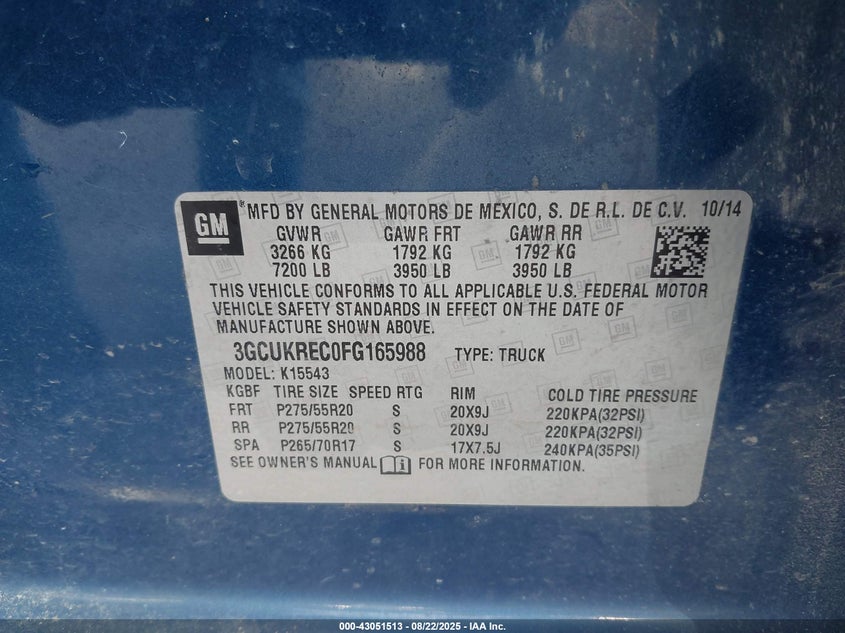 GM ® MFD BY GENERAL MOTORS DE MEXICO, S. DE R.L. DE C.V. 10/14
GVWR GAWR FRT GAWR RR
3266 KG 1792 KG 1792 KG
7200 LB 3950 LB 3950 LB
THIS VEHICLE CONFORMS TO ALL APPLICABLE U.S. FEDERAL MOTOR
VEHICLE SAFETY STANDARDS IN EFFECT ON THE DATE OF
MANUFACTURE SHOWN ABOVE.
3GCUKREC0FG165988 TYPE: TRUCK
MODEL: K15543
KGBF TIRE SIZE SPEED RTG RIM COLD TIRE PRESSURE
FRT P275/55R20 S 20X9J 220KPA(32PSI)
RR P275/55R20 S 20X9J 220KPA(32PSI)
SPA P265/70R17 S 17X7.5J 240KPA(35PSI)
SEE OWNER'S MANUAL FOR MORE INFORMATION.
000-43051513 - 08/22/2025 - IAA Inc.